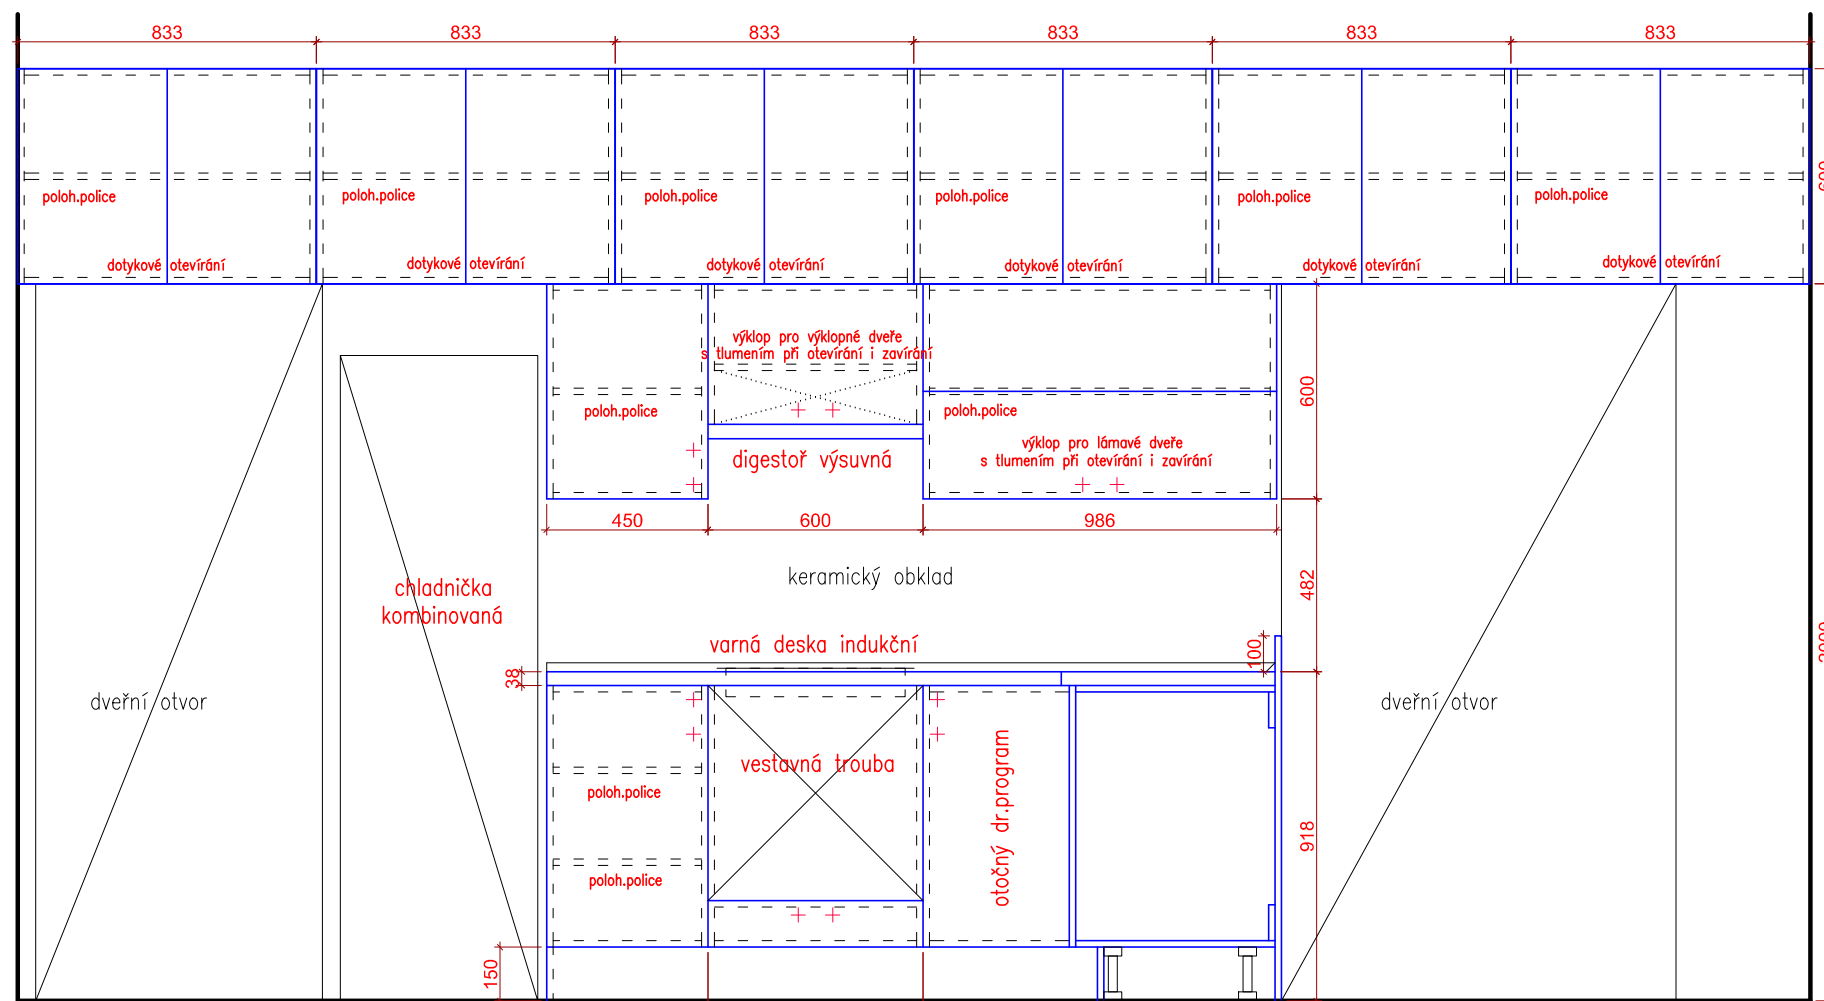 833 833 833 833 833 833
poloh.police poloh.police poloh.police poloh.police poloh.police poloh.police
dotykové otevírání dotykové otevírání dotykové otevírání dotykové otevírání dotykové otevírání dotykové otevírání
výklop pro výklopné dveře
s tlumením při otevírání i zavírání
poloh.police poloh.police
600
výklop pro lámavé dveře
s tlumením při otevírání i zavírání
digestoř výsuvná
450 600 986
keramický obklad
482
chladnička
kombinovaná
varná deska indukční
100
38
dveřní otvor dveřní otvor
vestavná trouba
poloh.police
otočný dr.program
918
poloh.police
150